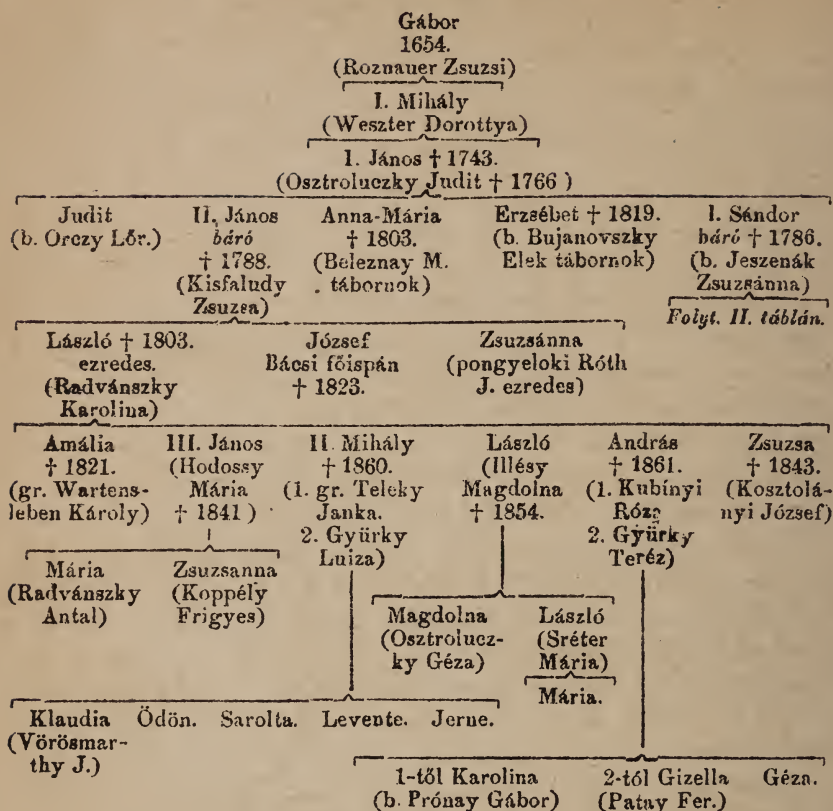 Gábor
1654.
(Roznauer Zsuzsi)
I. Mihály
(Weszter Dorottya)
1. János † 1743.
(Osztroluczky Judit † 1766 )
Judit
(b. Orczy Lőr.)
II. János
báró
† 1788.
(Kisfaludy
Zsuzsa)
Anna-Mária
† 1803.
(Beleznay M.
tábornok)
Erzsébet † 1819.
(b. Bujanovszky
Elek tábornok)
I. Sándor
báró † 1786.
(b. Jeszenák
Zsuzsánna)
Folyt. II. táblán.
László † 1803.
ezredes.
(Radvánszky
Karolina)
József
Bácsi főispán
† 1823.
Zsuzsánna
(pongyeloki Róth
J. ezredes)
Amália
† 1821.
(gr. Wartens-
leben Károly)
III. János
(Hodossy
Mária
† 1841 )
II. Mihály
† 1860.
(1. gr. Teleky
Janka.
2. Gyürky
Luiza)
László
(Illésy
Magdolna
† 1854.
András
† 1861.
(1. Kubínyi
Róza
2. Gyürky
Teréz)
Zsuzsa
† 1843.
(Kosztolá-
nyi József)
Mária
(Radvánszky
Antal)
Zsuzsanna
(Koppély
Frigyes)
Magdolna
(Osztrolucz-
ky Géza)
László
(Sréter
Mária)
Mária.
Klaudia
(Vörösmar-
thy J.)
Ödön. Sarolta. Levente. Jerne.
1-től Karolina
(b. Prónay Gábor)
2-tól Gizella
(Patay Fer.)
Géza.